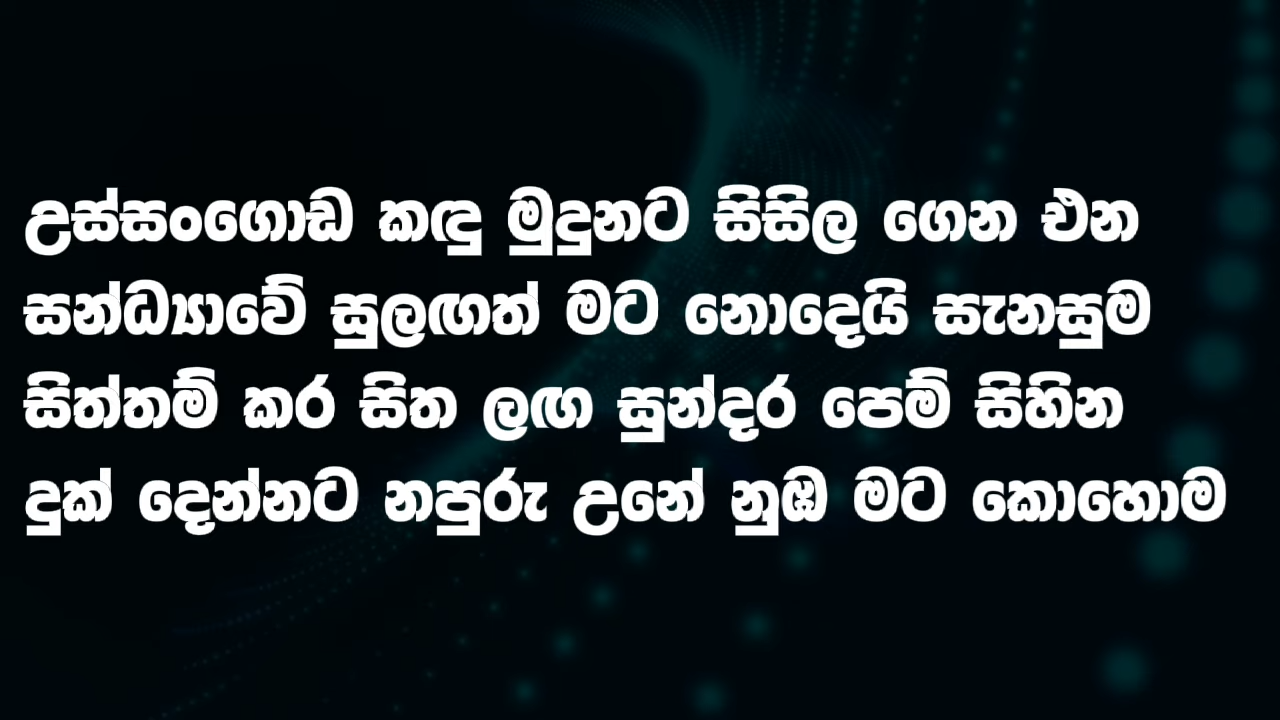 උස්සංගොඩ කඳු මුදුනට සිසිල ගෙන එන
සන්ධ්‍යාවේ සුලඟත් මට නොදෙයි සැනසුම
සිත්තම් කර සිත ලඟ සුන්දර පෙම් සිහින
දුක් දෙන්නට නපුරු උනේ නුඹ මට කොහොම